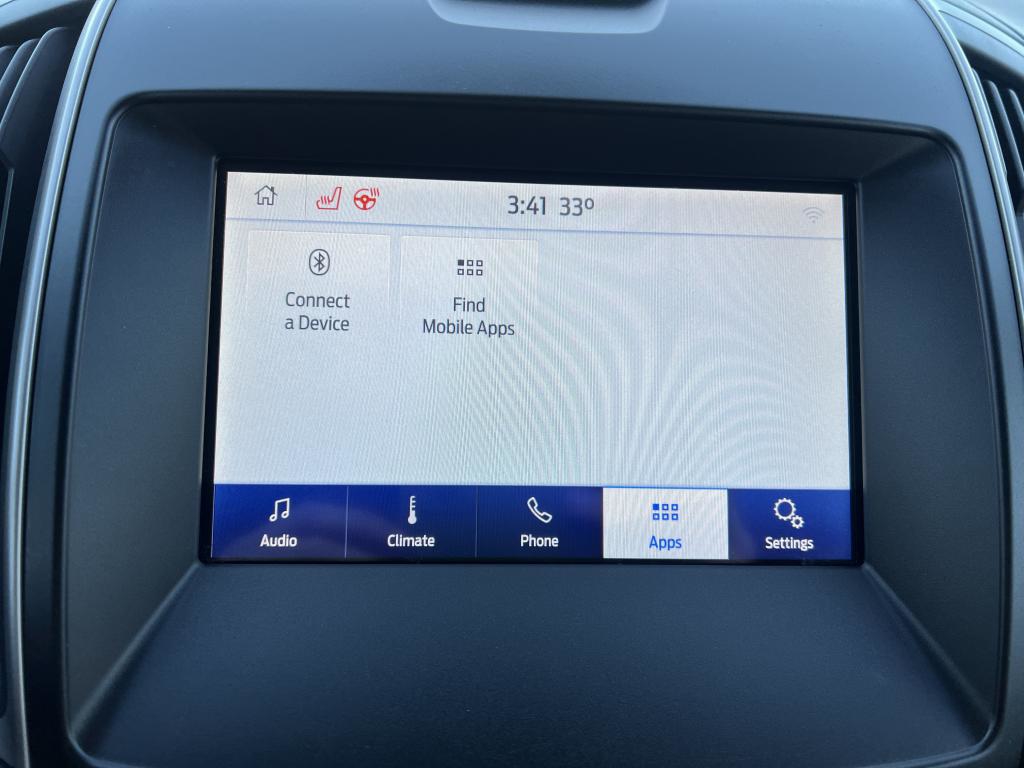 3:41 33°
Connect
a Device
Find
Mobile Apps
Audio
Climate
Phone
Apps
Settings